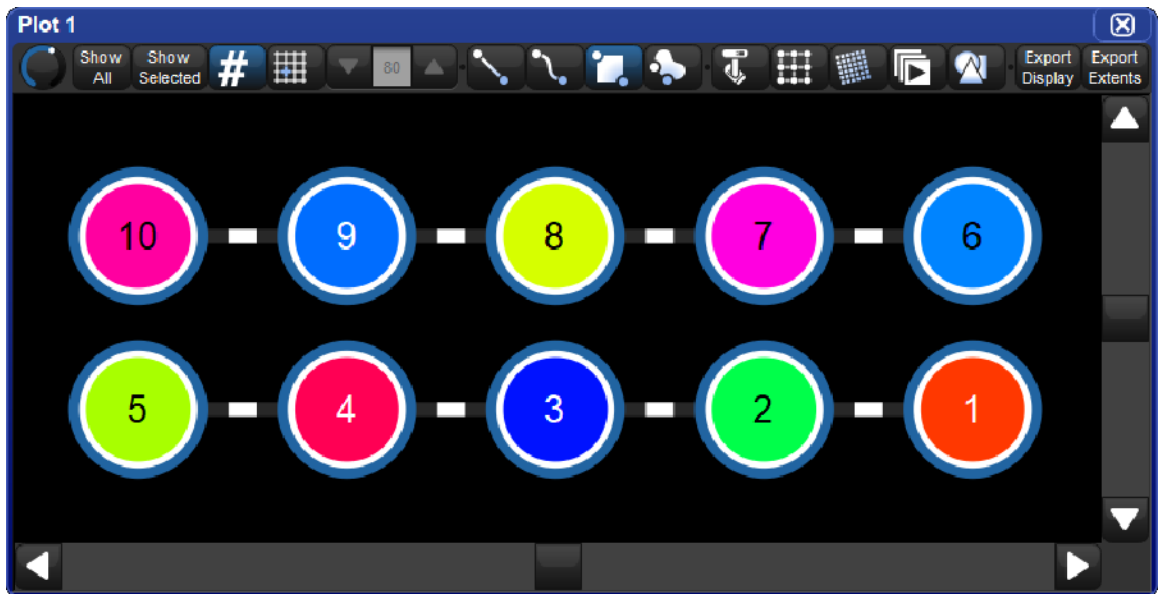 Plot 1
Show All
Show Selected
#
80
Export Display
Export Extents
10 9 8 7 6
5 4 3 2 1